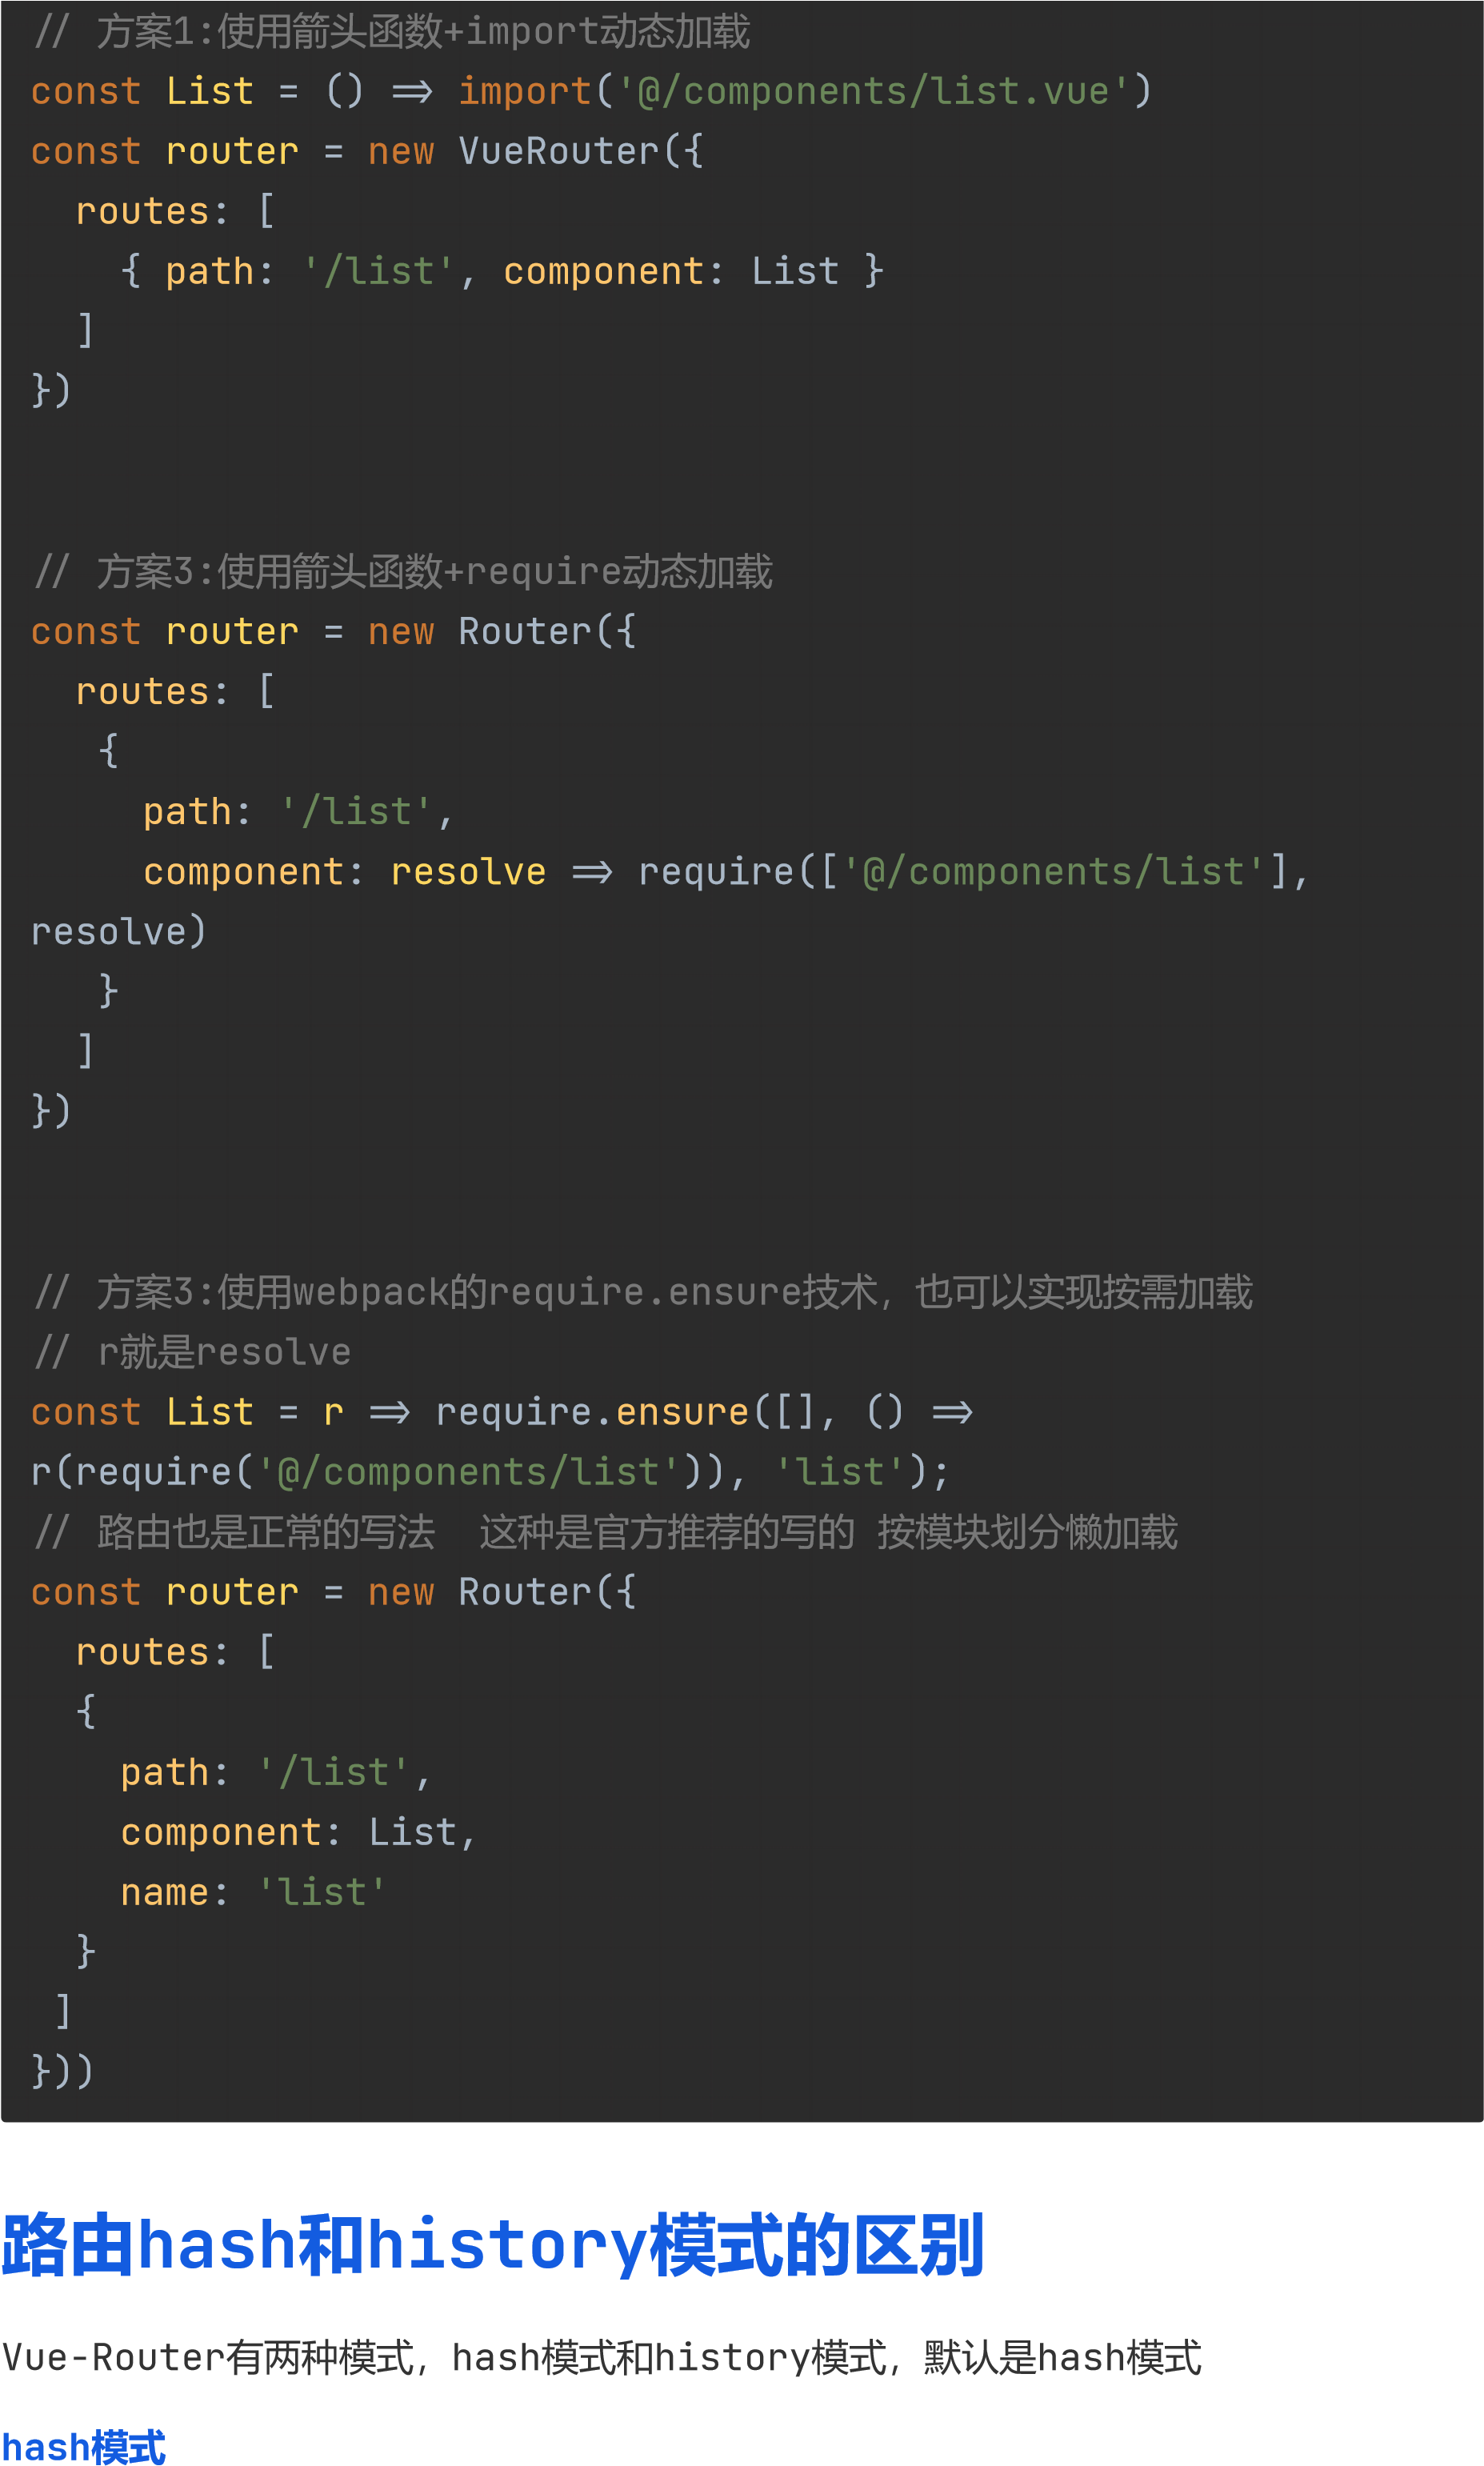 // 方案1:使用箭头函数+import动态加载
const List = () => import('@/components/list.vue')
const router = new VueRouter({
  routes: [
    { path: '/list', component: List }
  ]
})
// 方案3:使用箭头函数+require动态加载
const router = new Router({
  routes: [
   {
     path: '/list',
     component: resolve => require(['@/components/list'],
resolve)
   }
  ]
})
// 方案3:使用webpack的require.ensure技术，也可以实现按需加载
// r就是resolve
const List = r => require.ensure([], () =>
r(require('@/components/list')), 'list');
// 路由也是正常的写法  这种是官方推荐的写的 按模块划分懒加载
const router = new Router({
  routes: [
  {
    path: '/list',
    component: List,
    name: 'list'
  }
 ]
}))
路由hash和history模式的区别
Vue-Router有两种模式，hash模式和history模式，默认是hash模式
hash模式